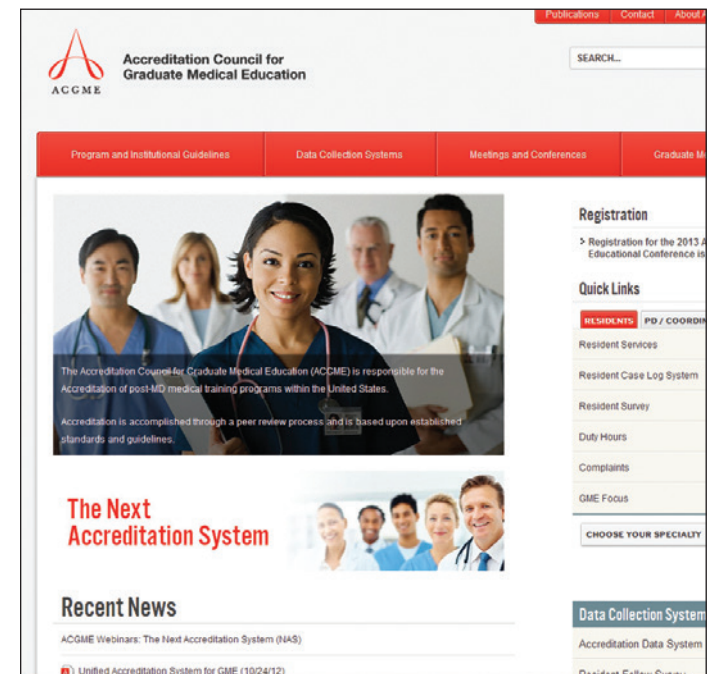 Publications Contact About
SEARCH...
Accreditation Council for
Graduate Medical Education
ACGME
Program and Institutional Guidelines Data Collection Systems Meetings and Conferences Graduate
Registration
Registration for the 2013
Educational Conference is
Quick Links
RESIDENTS PD / COORDIN
Resident Services
Resident Case Log System
Resident Survey
Duty Hours
Complaints
GME Focus
CHOOSE YOUR SPECIALTY
The Accreditation Council for Graduate Medical Education (ACGME) is responsible for the
Accreditation of post-MD medical training programs within the United States.
Accreditation is accomplished through a peer review process and is based upon established
standards and guidelines.
The Next
Accreditation System
Recent News
ACGME Webinars: The Next Accreditation System (NAS)
Unified Accreditation System for GME (10/24/12)
Data Collection System
Accreditation Data System
Resident Fellow Survey